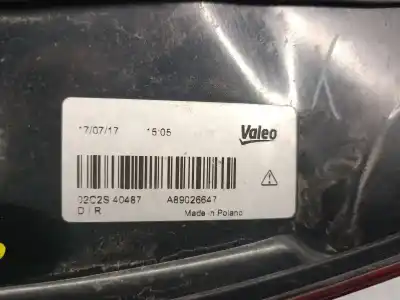 17/07/17 15:05 Valeo
02C2S 40487 A89026647
D / R Made in Poland